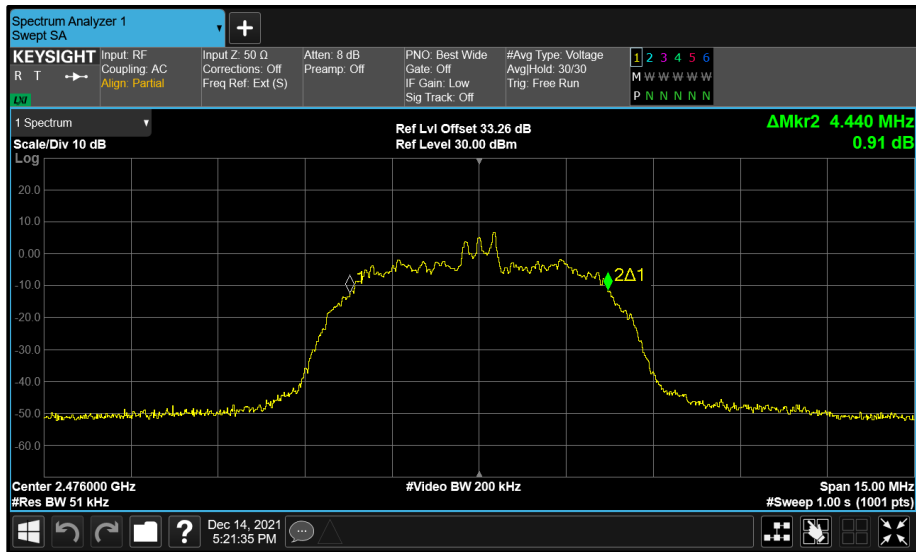 Spectrum Analyzer 1
Swept SA
+
KEYSIGHT
R T
LXI
Input: RF
Coupling: AC
Align: Partial
Input Z: 50 Ω
Corrections: Off
Freq Ref: Ext (S)
Atten: 8 dB
Preamp: Off
PNO: Best Wide
Gate: Off
IF Gain: Low
Sig Track: Off
#Avg Type: Voltage
Avg|Hold: 30/30
Trig: Free Run
1 2 3 4 5 6
M W W W W W
P N N N N N
1 Spectrum
Scale/Div 10 dB
Log
Ref Lvl Offset 33.26 dB
Ref Level 30.00 dBm
ΔMkr2 4.440 MHz
0.91 dB
20.0
10.0
0.00
-10.0
-20.0
-30.0
-40.0
-50.0
-60.0
1
2Δ1
Center 2.476000 GHz
#Res BW 51 kHz
#Video BW 200 kHz
Span 15.00 MHz
#Sweep 1.00 s (1001 pts)
?
Dec 14, 2021
5:21:35 PM